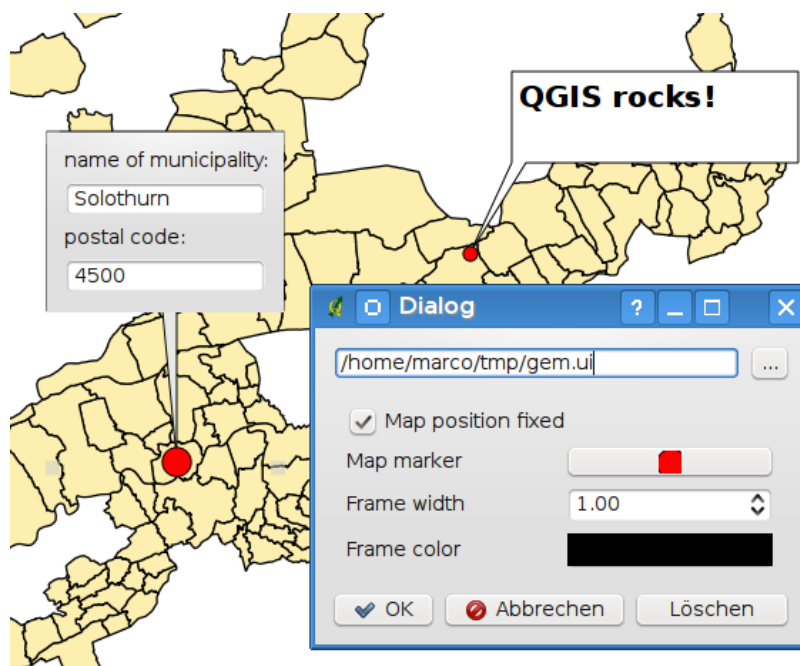 QGIS rocks!
name of municipality:
Solothurn
postal code:
4500
Dialog
?
/home/marco/tmp/gem.ui
...
Map position fixed
Map marker
Frame width
1.00
Frame color
OK
Abbrechen
Löschen